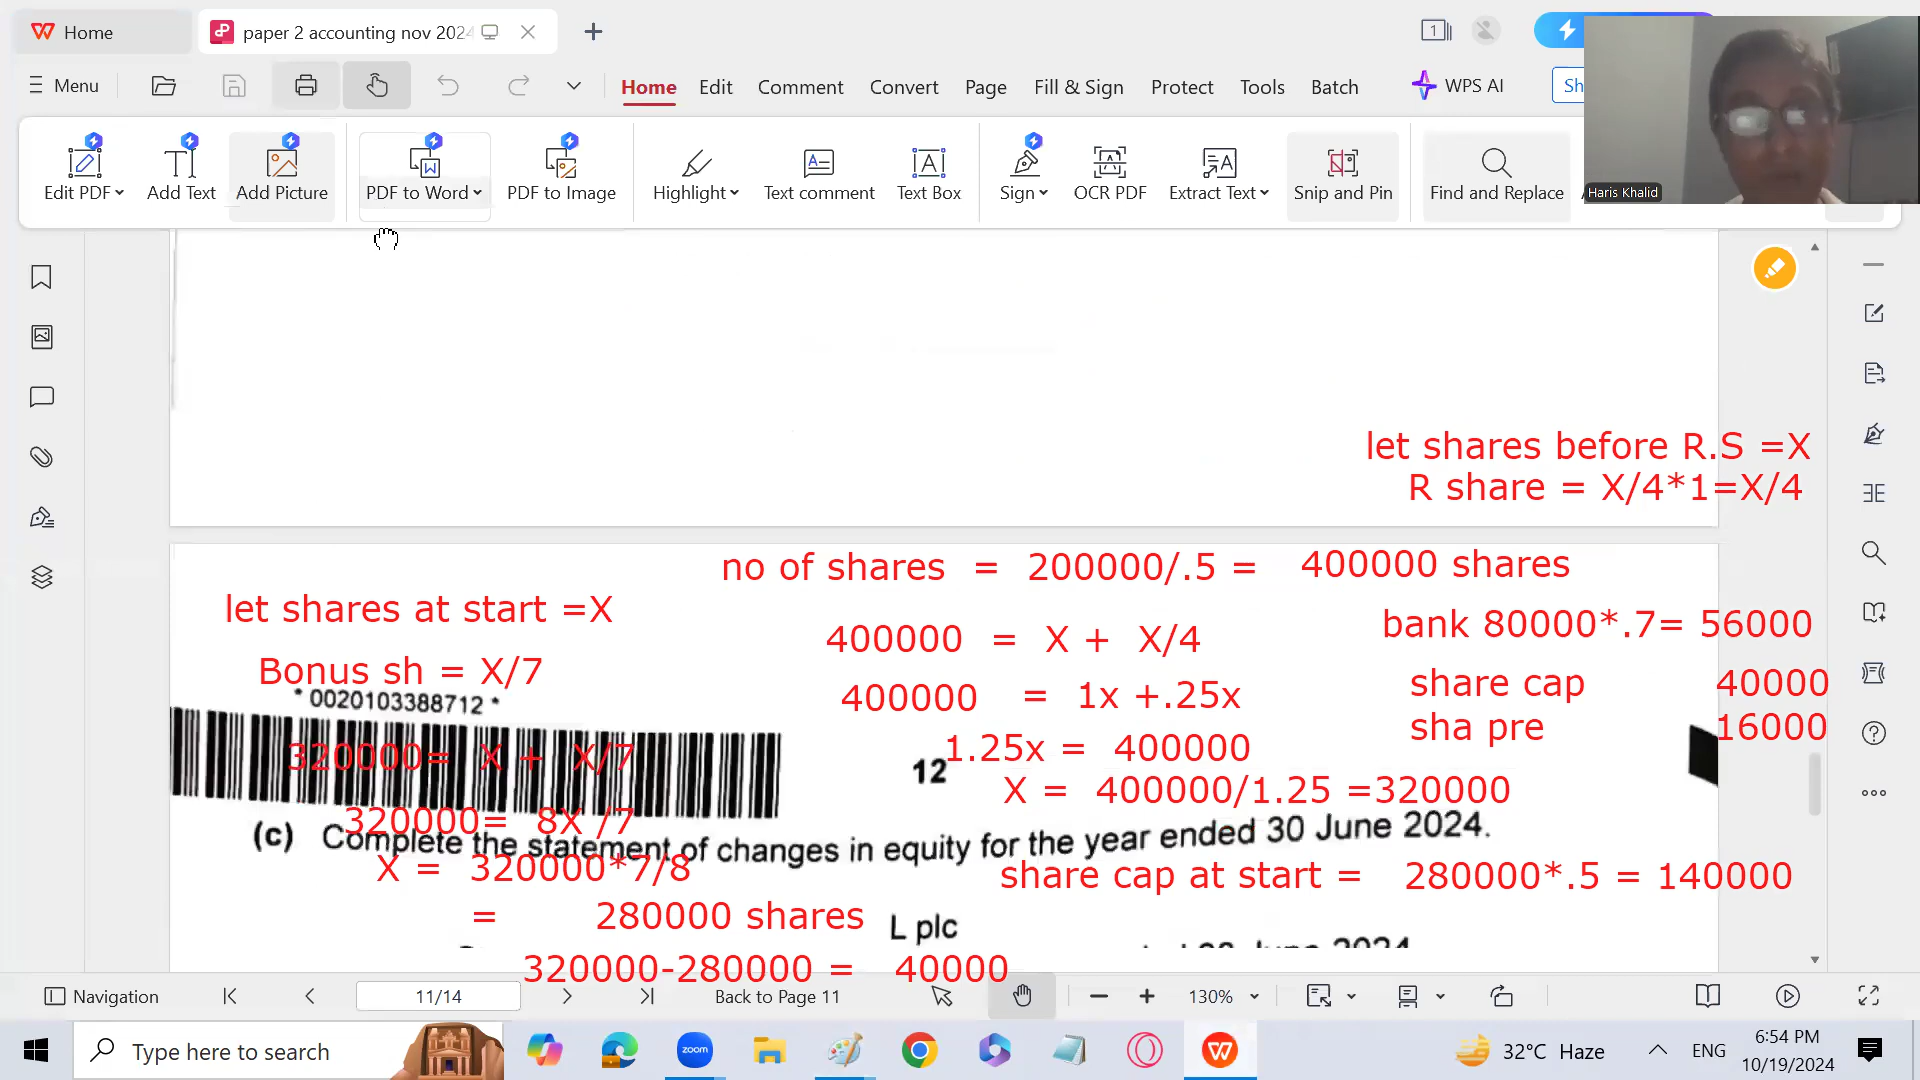 Home
paper 2 accounting nov 2024
1
Menu
Home Edit Comment Convert Page Fill & Sign Protect Tools Batch
WPS AI
Sh
Edit PDF
Add Text
Add Picture
PDF to Word
PDF to Image
Highlight
Text comment
Text Box
Sign
OCR PDF
Extract Text
Snip and Pin
Find and Replace
Haris Khalid
let shares before R.S =X
R share = X/4*1=X/4
no of shares = 200000/.5 = 400000 shares
let shares at start =X
bank 80000*.7= 56000
400000 = X + X/4
Bonus sh = X/7
* 0020103388712 *
share cap 40000
400000 = 1x +.25x
sha pre 16000
320000= X + X/7
1.25x = 400000
12
X = 400000/1.25 =320000
320000= 8X /7
(c) Complete the statement of changes in equity for the year ended 30 June 2024.
X = 320000*7/8
share cap at start = 280000*.5 = 140000
= 280000 shares
L plc
320000-280000 = 40000
Navigation
11/14
Back to Page 11
130%
Type here to search
zoom
32°C Haze
ENG
6:54 PM
10/19/2024